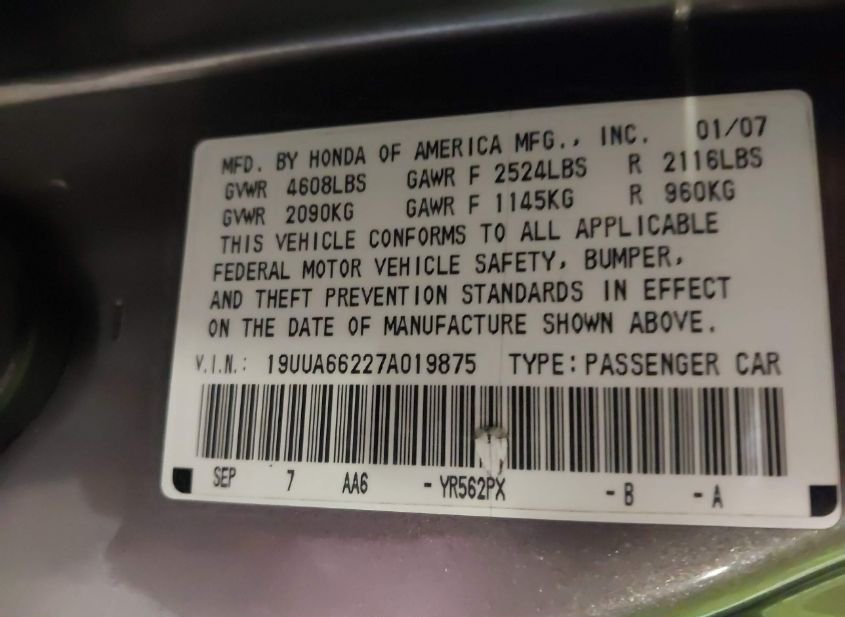 MFD. BY HONDA OF AMERICA MFG., INC. 01/07
GVWR 4608LBS GAWR F 2524LBS R 2116LBS
GVWR 2090KG GAWR F 1145KG R 960KG
THIS VEHICLE CONFORMS TO ALL APPLICABLE
FEDERAL MOTOR VEHICLE SAFETY, BUMPER,
AND THEFT PREVENTION STANDARDS IN EFFECT
ON THE DATE OF MANUFACTURE SHOWN ABOVE.
V.I.N.: 19UUA66227A019875 TYPE: PASSENGER CAR
SEP 7 AA6 - YR562PX - B - A